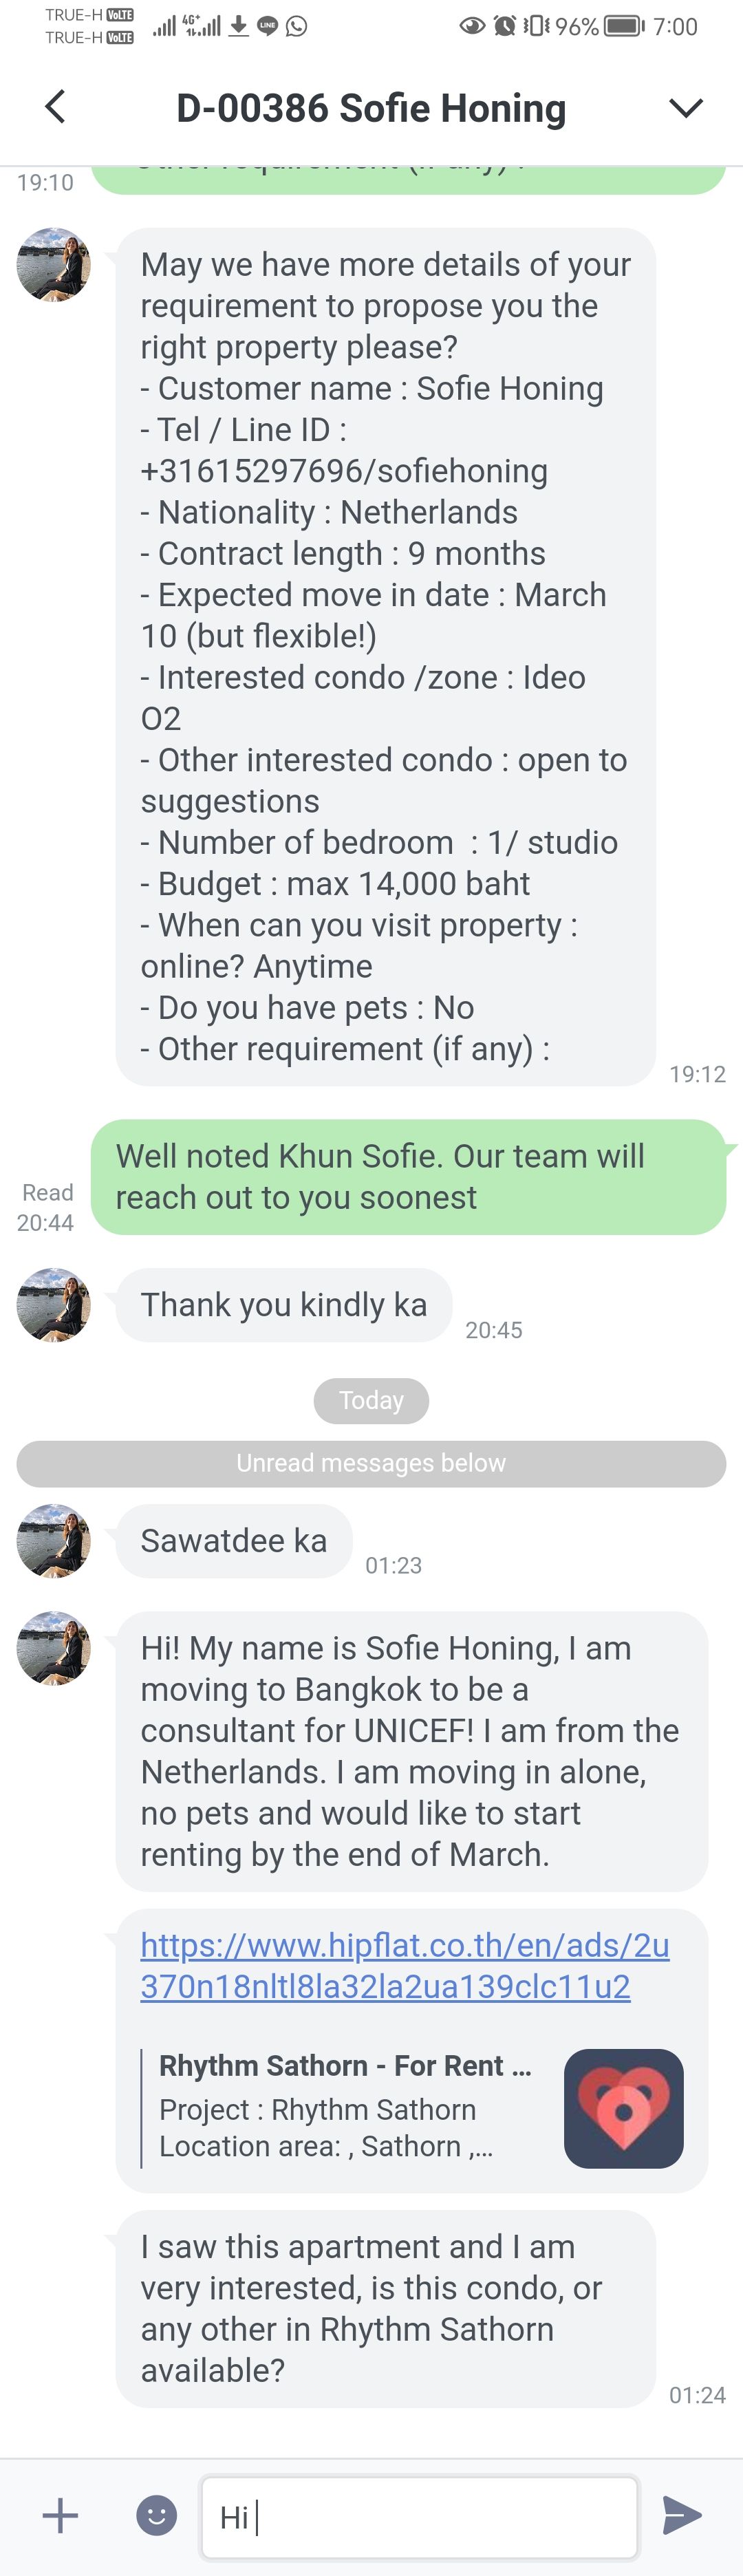 TRUE-H VoLTE
TRUE-H VoLTE
4G+
LINE
96%
7:00
D-00386 Sofie Honing
Other requirement (if any) :
19:10
May we have more details of your
requirement to propose you the
right property please?
- Customer name : Sofie Honing
- Tel / Line ID :
+31615297696/sofiehoning
- Nationality : Netherlands
- Contract length : 9 months
- Expected move in date : March
10 (but flexible!)
- Interested condo /zone : Ideo
O2
- Other interested condo : open to
suggestions
- Number of bedroom  : 1/ studio
- Budget : max 14,000 baht
- When can you visit property :
online? Anytime
- Do you have pets : No
- Other requirement (if any) :
19:12
Well noted Khun Sofie. Our team will
reach out to you soonest
Read
20:44
Thank you kindly ka
20:45
Today
Unread messages below
Sawatdee ka
01:23
Hi! My name is Sofie Honing, I am
moving to Bangkok to be a
consultant for UNICEF! I am from the
Netherlands. I am moving in alone,
no pets and would like to start
renting by the end of March.
https://www.hipflat.co.th/en/ads/2u
370n18nltl8la32la2ua139clc11u2
Rhythm Sathorn - For Rent ...
Project : Rhythm Sathorn
Location area: , Sathorn ,...
I saw this apartment and I am
very interested, is this condo, or
any other in Rhythm Sathorn
available?
01:24
Hi